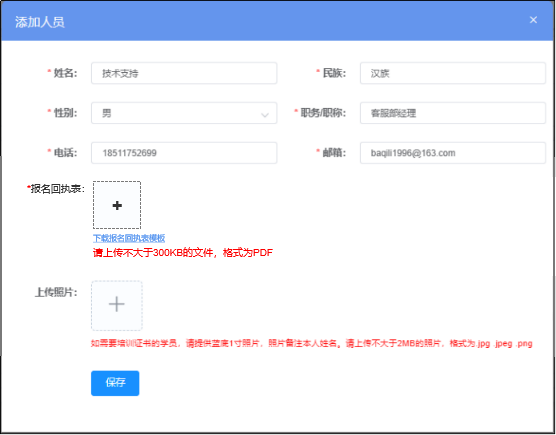 添加人员 ×
* 姓名: 技术支持 * 民族: 汉族
* 性别: 男 * 职务/职称: 客服部经理
* 电话: 18511752699 * 邮箱: baqili1996@163.com
*报名回执表:
下载报名回执表模板
请上传不大于300KB的文件，格式为PDF
上传照片:
如需要培训证书的学员，请提供蓝底1寸照片，照片备注本人姓名。请上传不大于2MB的照片，格式为 .jpg .jpeg .png
保存